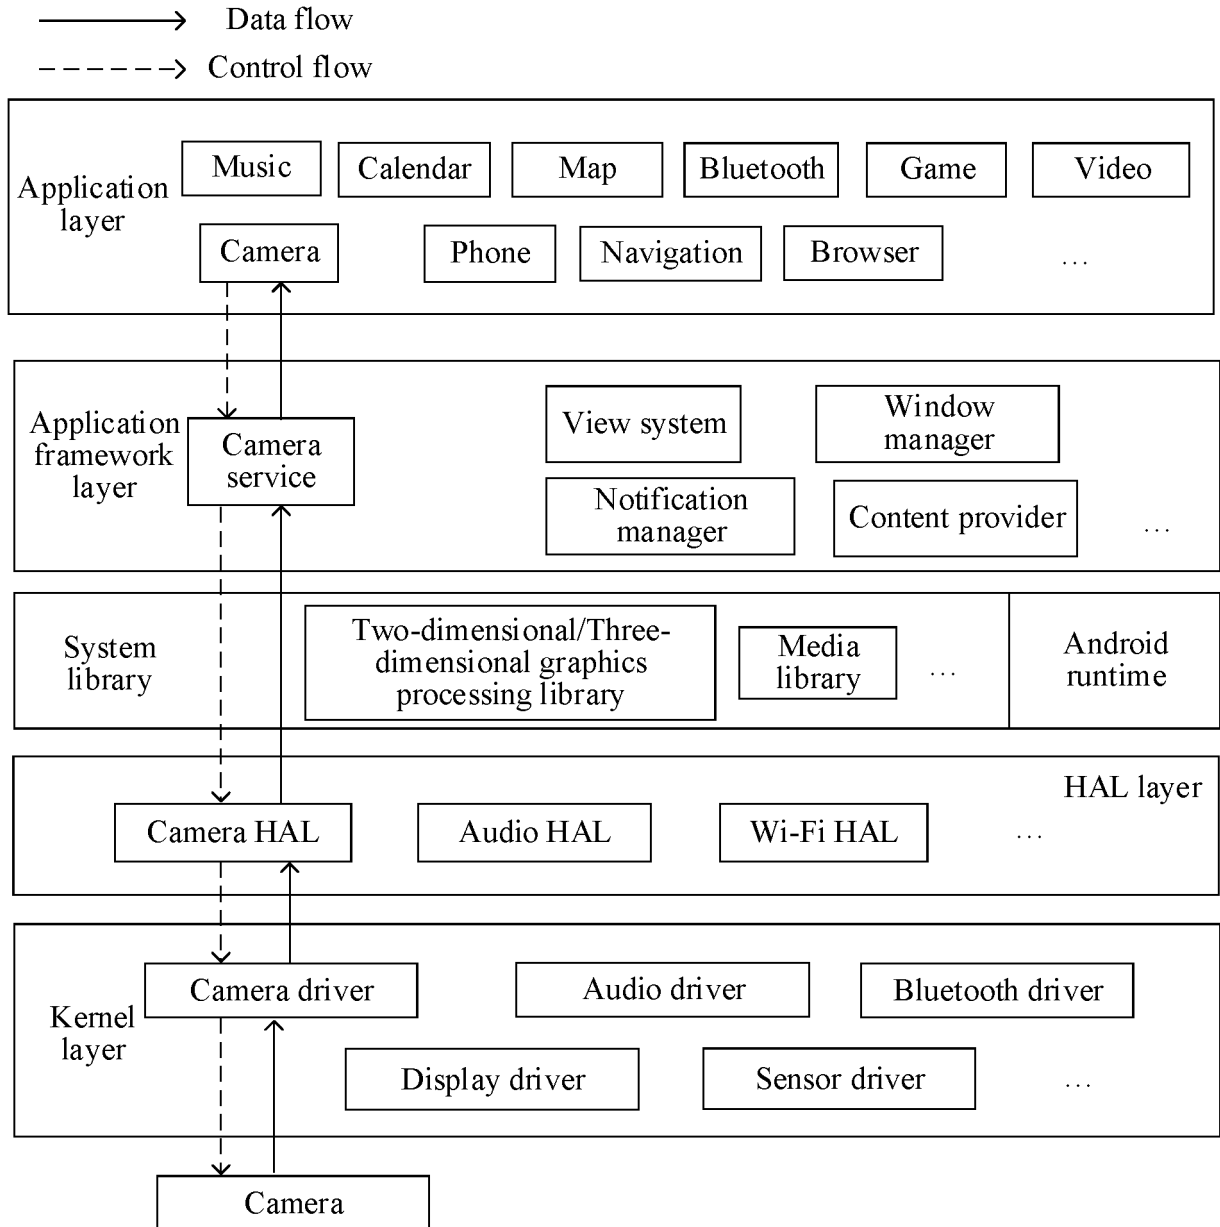 Data flow
Control flow
Application
layer
Music
Calendar
Map
Bluetooth
Game
Video
Camera
Phone
Navigation
Browser
...
Application
framework
layer
Camera
service
View system
Window
manager
Notification
manager
Content provider
...
System
library
Two-dimensional/Three-
dimensional graphics
processing library
Media
library
...
Android
runtime
HAL layer
Camera HAL
Audio HAL
Wi-Fi HAL
...
Kernel
layer
Camera driver
Audio driver
Bluetooth driver
Display driver
Sensor driver
...
Camera